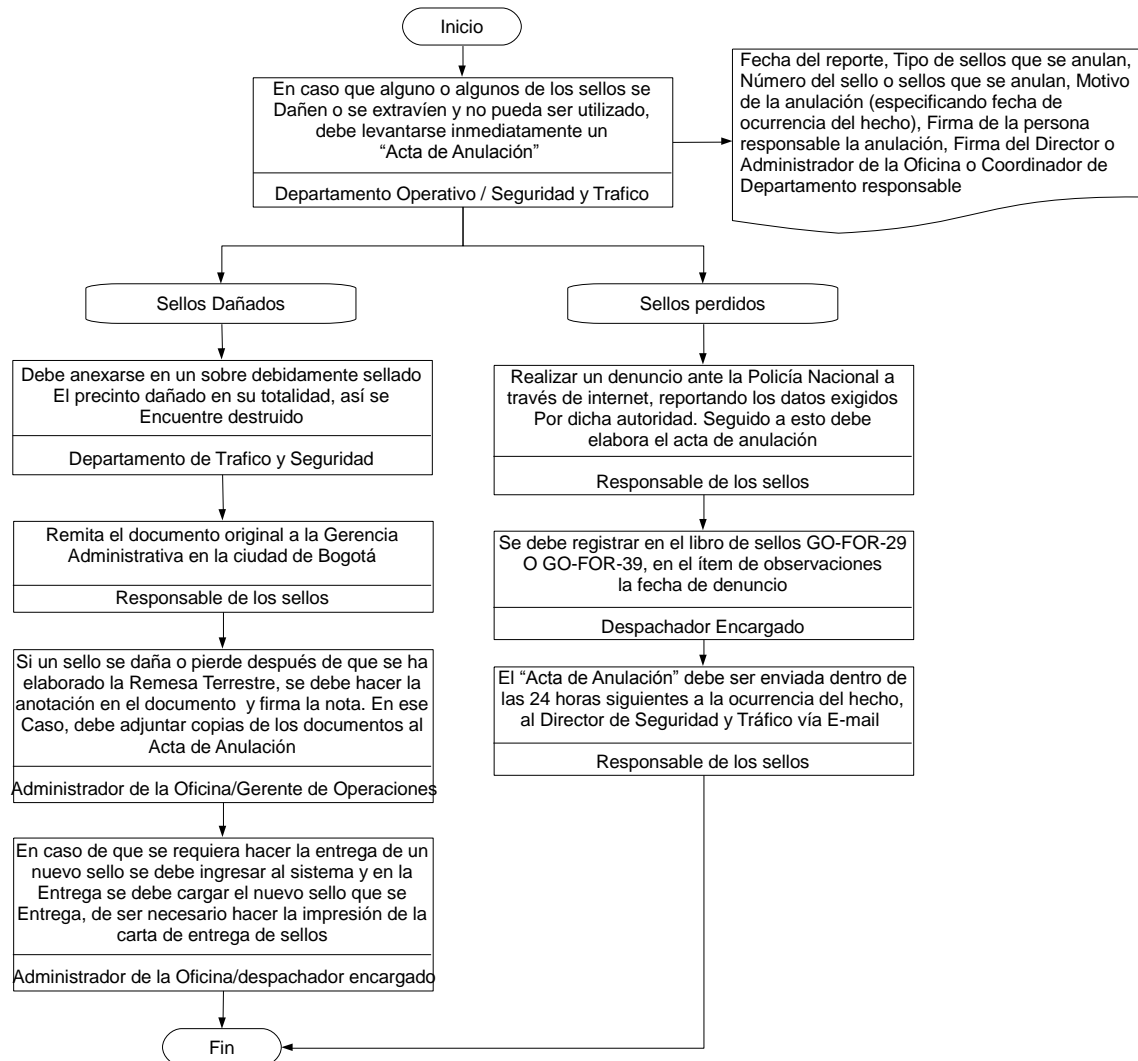 Inicio
En caso que alguno o algunos de los sellos se
Dañen o se extravíen y no pueda ser utilizado,
debe levantarse inmediatamente un
“Acta de Anulación”
Departamento Operativo / Seguridad y Trafico
Fecha del reporte, Tipo de sellos que se anulan,
Número del sello o sellos que se anulan, Motivo
de la anulación (especificando fecha de
ocurrencia del hecho), Firma de la persona
responsable la anulación, Firma del Director o
Administrador de la Oficina o Coordinador de
Departamento responsable
Sellos Dañados
Debe anexarse en un sobre debidamente sellado
El precinto dañado en su totalidad, así se
Encuentre destruido
Departamento de Trafico y Seguridad
Remita el documento original a la Gerencia
Administrativa en la ciudad de Bogotá
Responsable de los sellos
Si un sello se daña o pierde después de que se ha
elaborado la Remesa Terrestre, se debe hacer la
anotación en el documento y firma la nota. En ese
Caso, debe adjuntar copias de los documentos al
Acta de Anulación
Administrador de la Oficina/Gerente de Operaciones
En caso de que se requiera hacer la entrega de un
nuevo sello se debe ingresar al sistema y en la
Entrega se debe cargar el nuevo sello que se
Entrega, de ser necesario hacer la impresión de la
carta de entrega de sellos
Administrador de la Oficina/despachador encargado
Sellos perdidos
Realizar un denuncio ante la Policía Nacional a
través de internet, reportando los datos exigidos
Por dicha autoridad. Seguido a esto debe
elabora el acta de anulación
Responsable de los sellos
Se debe registrar en el libro de sellos GO-FOR-29
O GO-FOR-39, en el ítem de observaciones
la fecha de denuncio
Despachador Encargado
El “Acta de Anulación” debe ser enviada dentro de
las 24 horas siguientes a la ocurrencia del hecho,
al Director de Seguridad y Tráfico vía E-mail
Responsable de los sellos
Fin